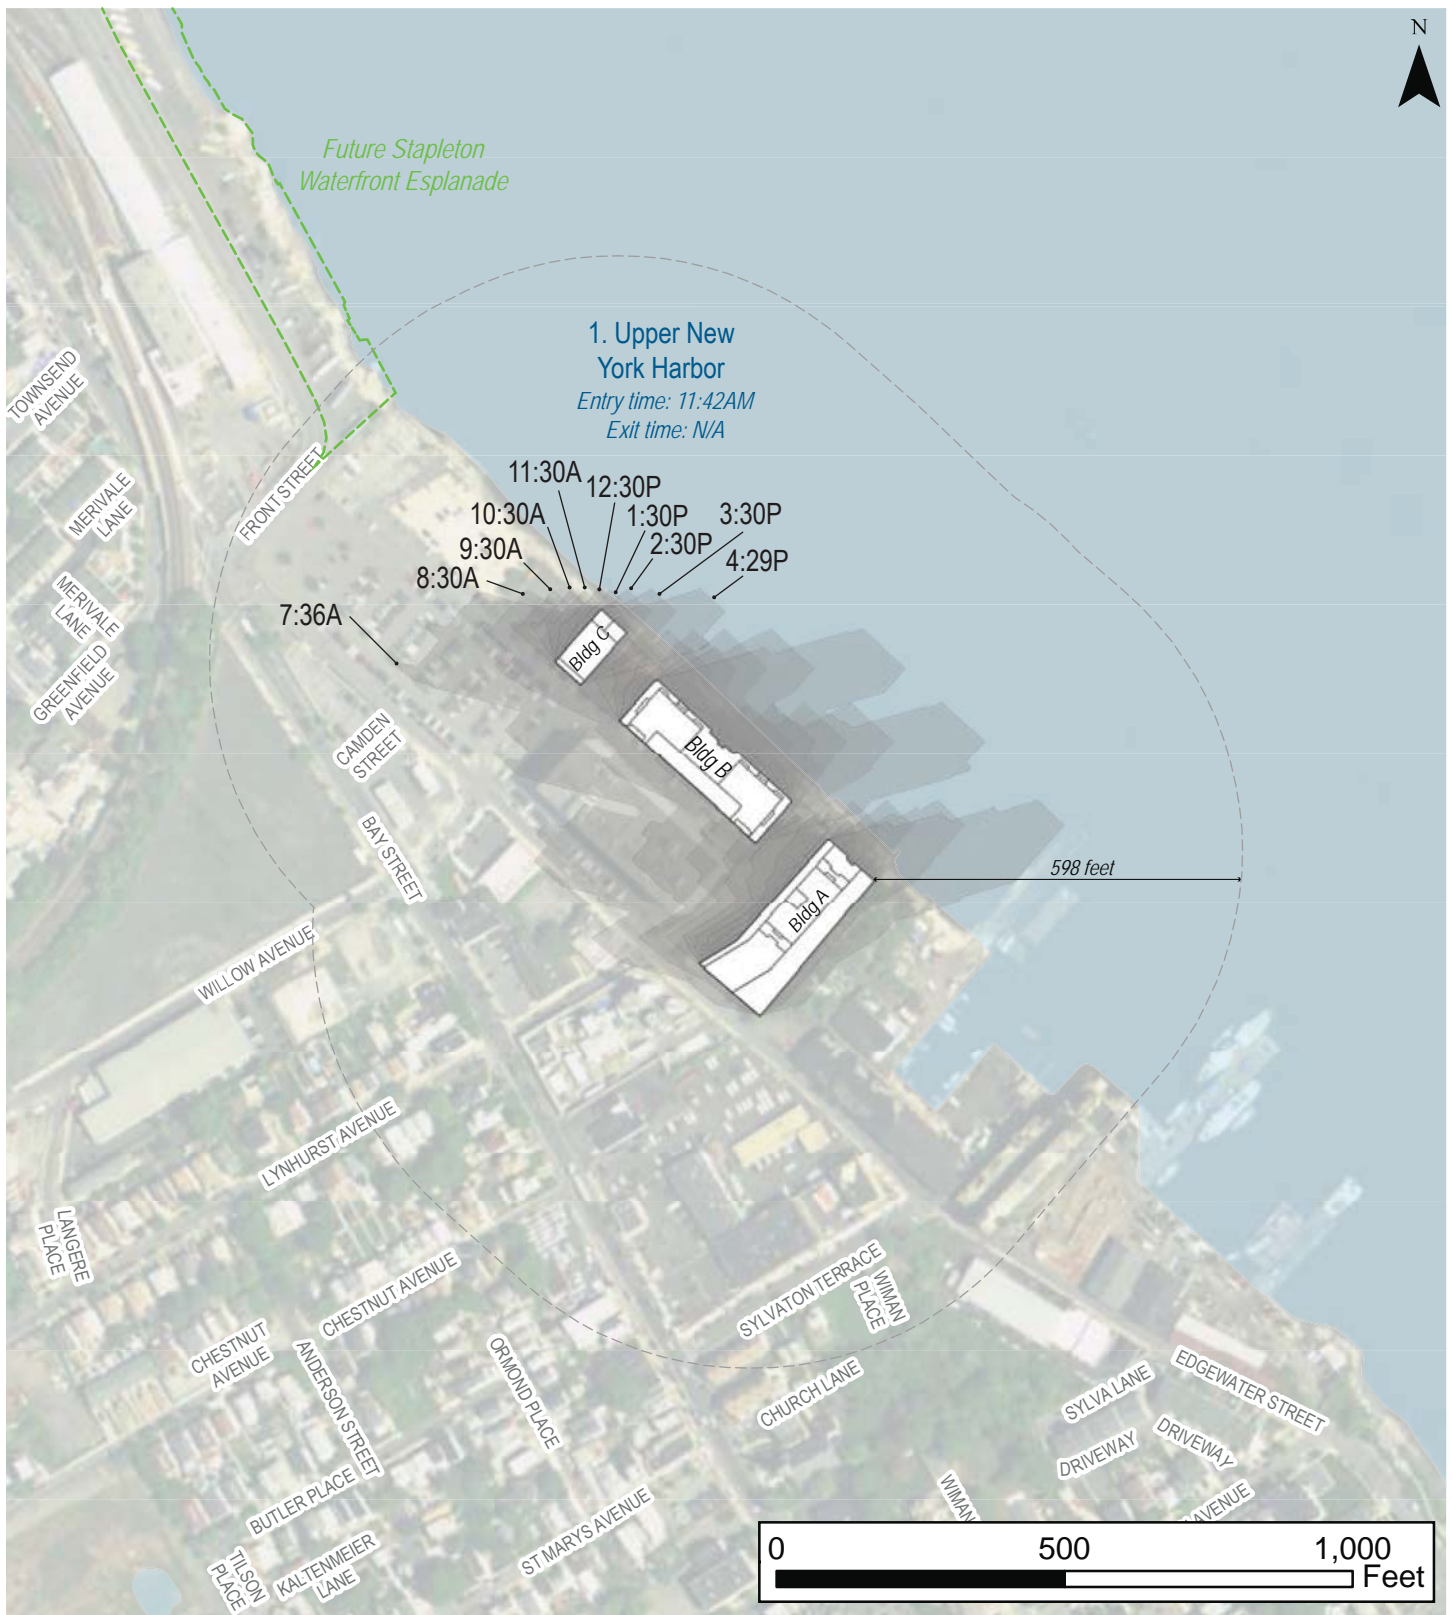 N
Future Stapleton
Waterfront Esplanade
1. Upper New
York Harbor
Entry time: 11:42AM
Exit time: N/A
TOWNSEND
AVENUE
FRONT STREET
MERIVALE
LANE
11:30A
12:30P
10:30A
1:30P
3:30P
9:30A
2:30P
8:30A
4:29P
7:36A
MERIVALE
LANE
GREENFIELD
AVENUE
Bldg C
CAMDEN
STREET
Bldg B
BAY STREET
598 feet
Bldg A
WILLOW AVENUE
LYNHURST AVENUE
LANGERE
PLACE
CHESTNUT AVENUE
SYLVATON TERRACE
WIMAN
PLACE
CHESTNUT
AVENUE
ANDERSON STREET
ORMOND PLACE
CHURCH LANE
SYLVA LANE
EDGEWATER STREET
DRIVEWAY
DRIVEWAY
BUTLER PLACE
ST MARYS AVENUE
WIMAN
AVENUE
TILSON
PLACE
KALTENMEIER
LANE
0 500 1,000
Feet